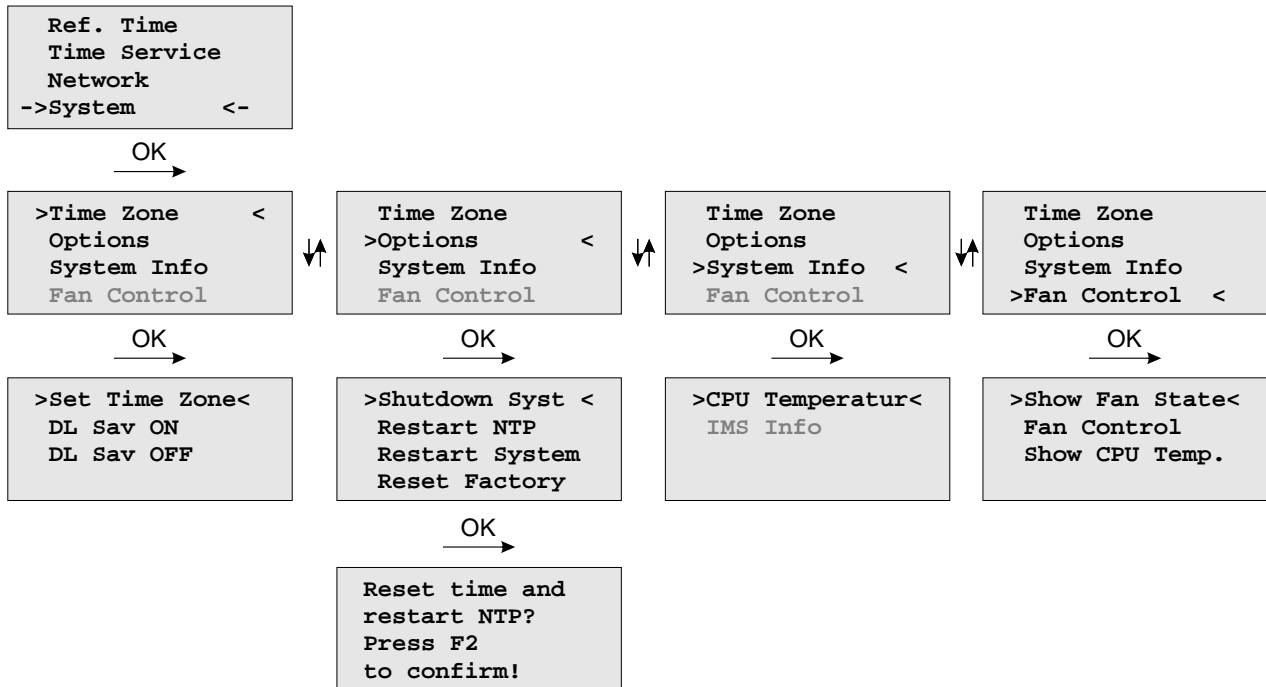 Ref. Time
Time Service
Network
->System <-
OK
>Time Zone <
Options
System Info
Fan Control
Time Zone
>Options <
System Info
Fan Control
Time Zone
Options
>System Info <
Fan Control
Time Zone
Options
System Info
>Fan Control <
OK
OK
OK
OK
>Set Time Zone<
DL Sav ON
DL Sav OFF
>Shutdown Syst <
Restart NTP
Restart System
Reset Factory
>CPU Temperatur<
IMS Info
>Show Fan State<
Fan Control
Show CPU Temp.
OK
Reset time and
restart NTP?
Press F2
to confirm!